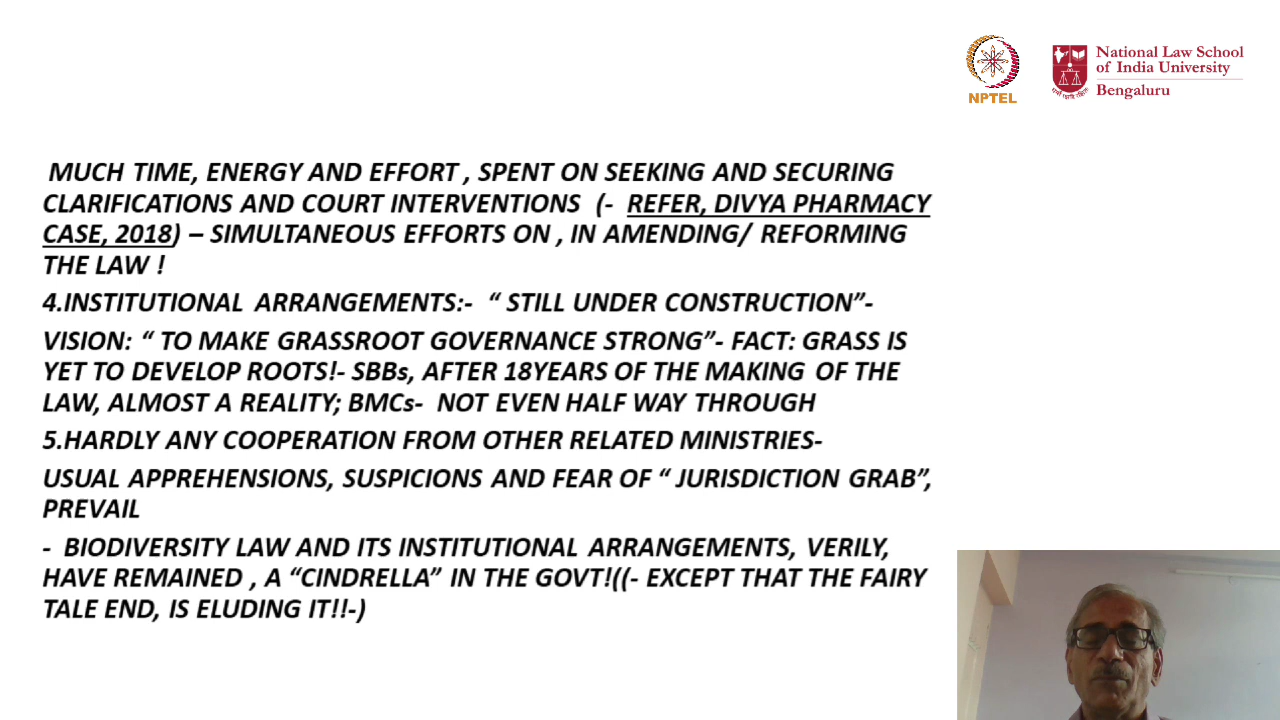 NPTEL
National Law School
of India University
Bengaluru
MUCH TIME, ENERGY AND EFFORT , SPENT ON SEEKING AND SECURING
CLARIFICATIONS AND COURT INTERVENTIONS (- REFER, DIVYA PHARMACY
CASE, 2018) – SIMULTANEOUS EFFORTS ON , IN AMENDING/ REFORMING
THE LAW !
4.INSTITUTIONAL ARRANGEMENTS:- “ STILL UNDER CONSTRUCTION”-
VISION: “ TO MAKE GRASSROOT GOVERNANCE STRONG”- FACT: GRASS IS
YET TO DEVELOP ROOTS!- SBBs, AFTER 18YEARS OF THE MAKING OF THE
LAW, ALMOST A REALITY; BMCs- NOT EVEN HALF WAY THROUGH
5.HARDLY ANY COOPERATION FROM OTHER RELATED MINISTRIES-
USUAL APPREHENSIONS, SUSPICIONS AND FEAR OF “ JURISDICTION GRAB”,
PREVAIL
- BIODIVERSITY LAW AND ITS INSTITUTIONAL ARRANGEMENTS, VERILY,
HAVE REMAINED , A “CINDRELLA” IN THE GOVT!((- EXCEPT THAT THE FAIRY
TALE END, IS ELUDING IT!!-)